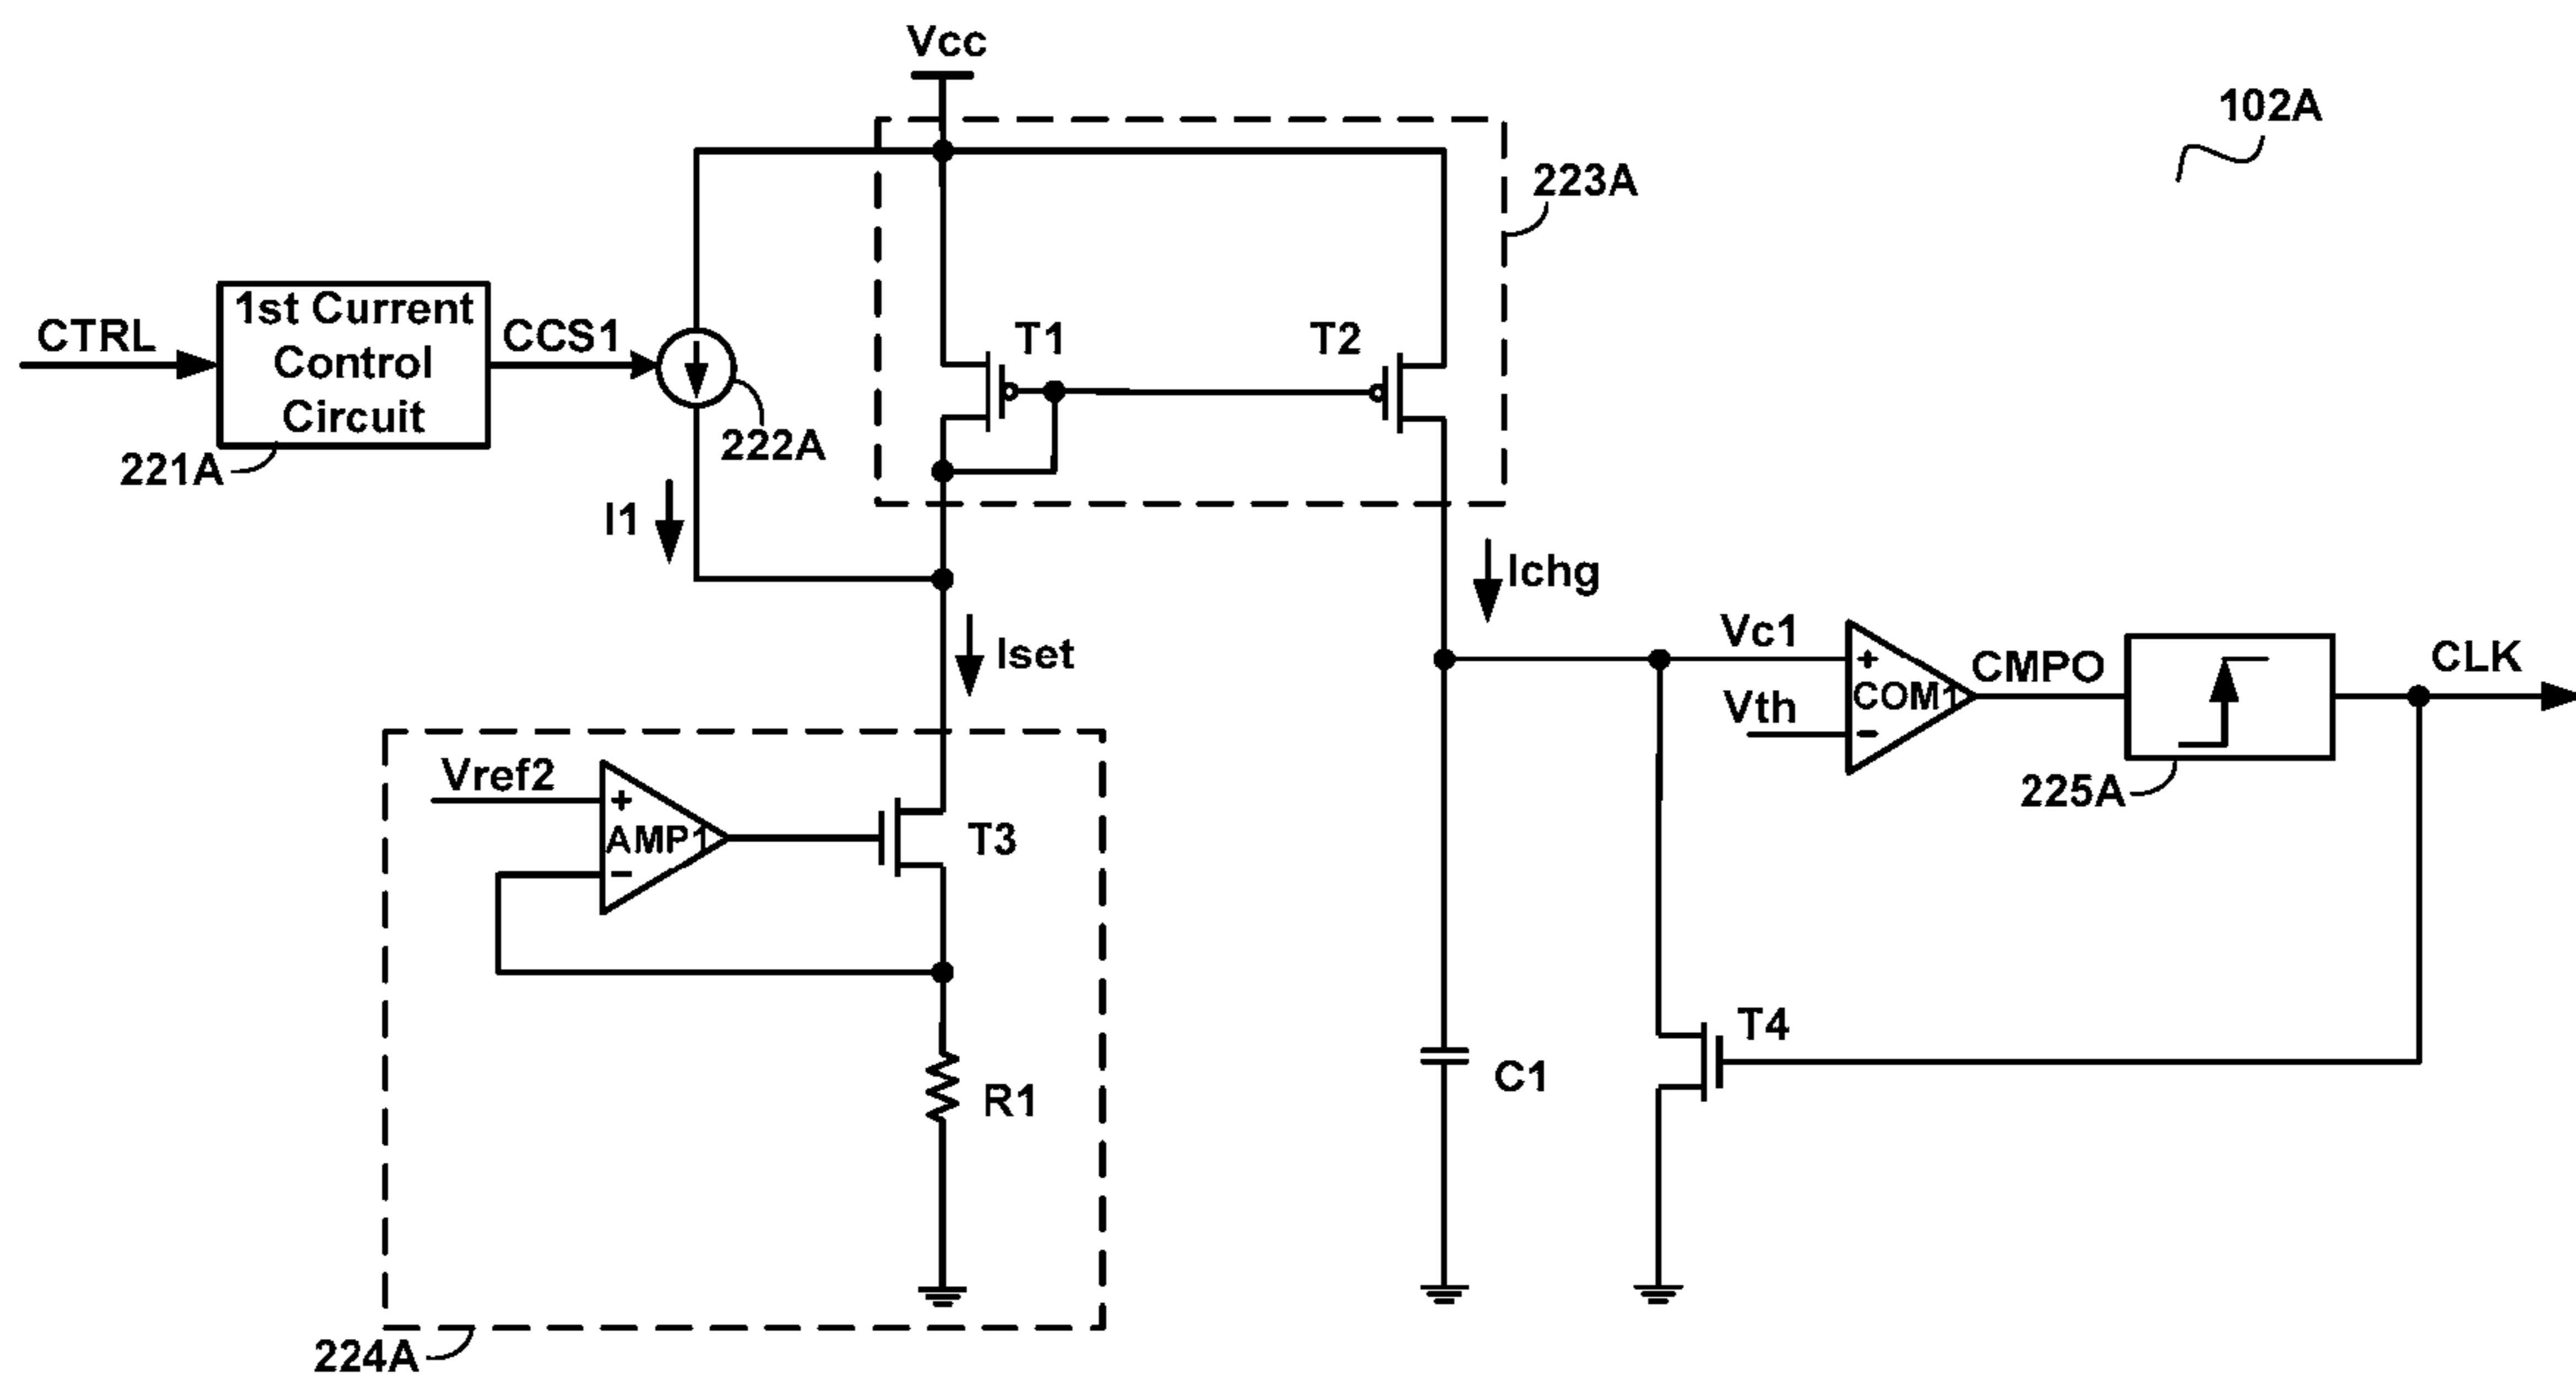 Vcc
102A
223A
CTRL
1st Current
Control
Circuit
CCS1
T1
T2
221A
222A
I1
Ichg
Iset
Vc1
+
COM1
CMPO
CLK
Vth
−
225A
Vref2
+
AMP1
−
T3
T4
R1
C1
224A